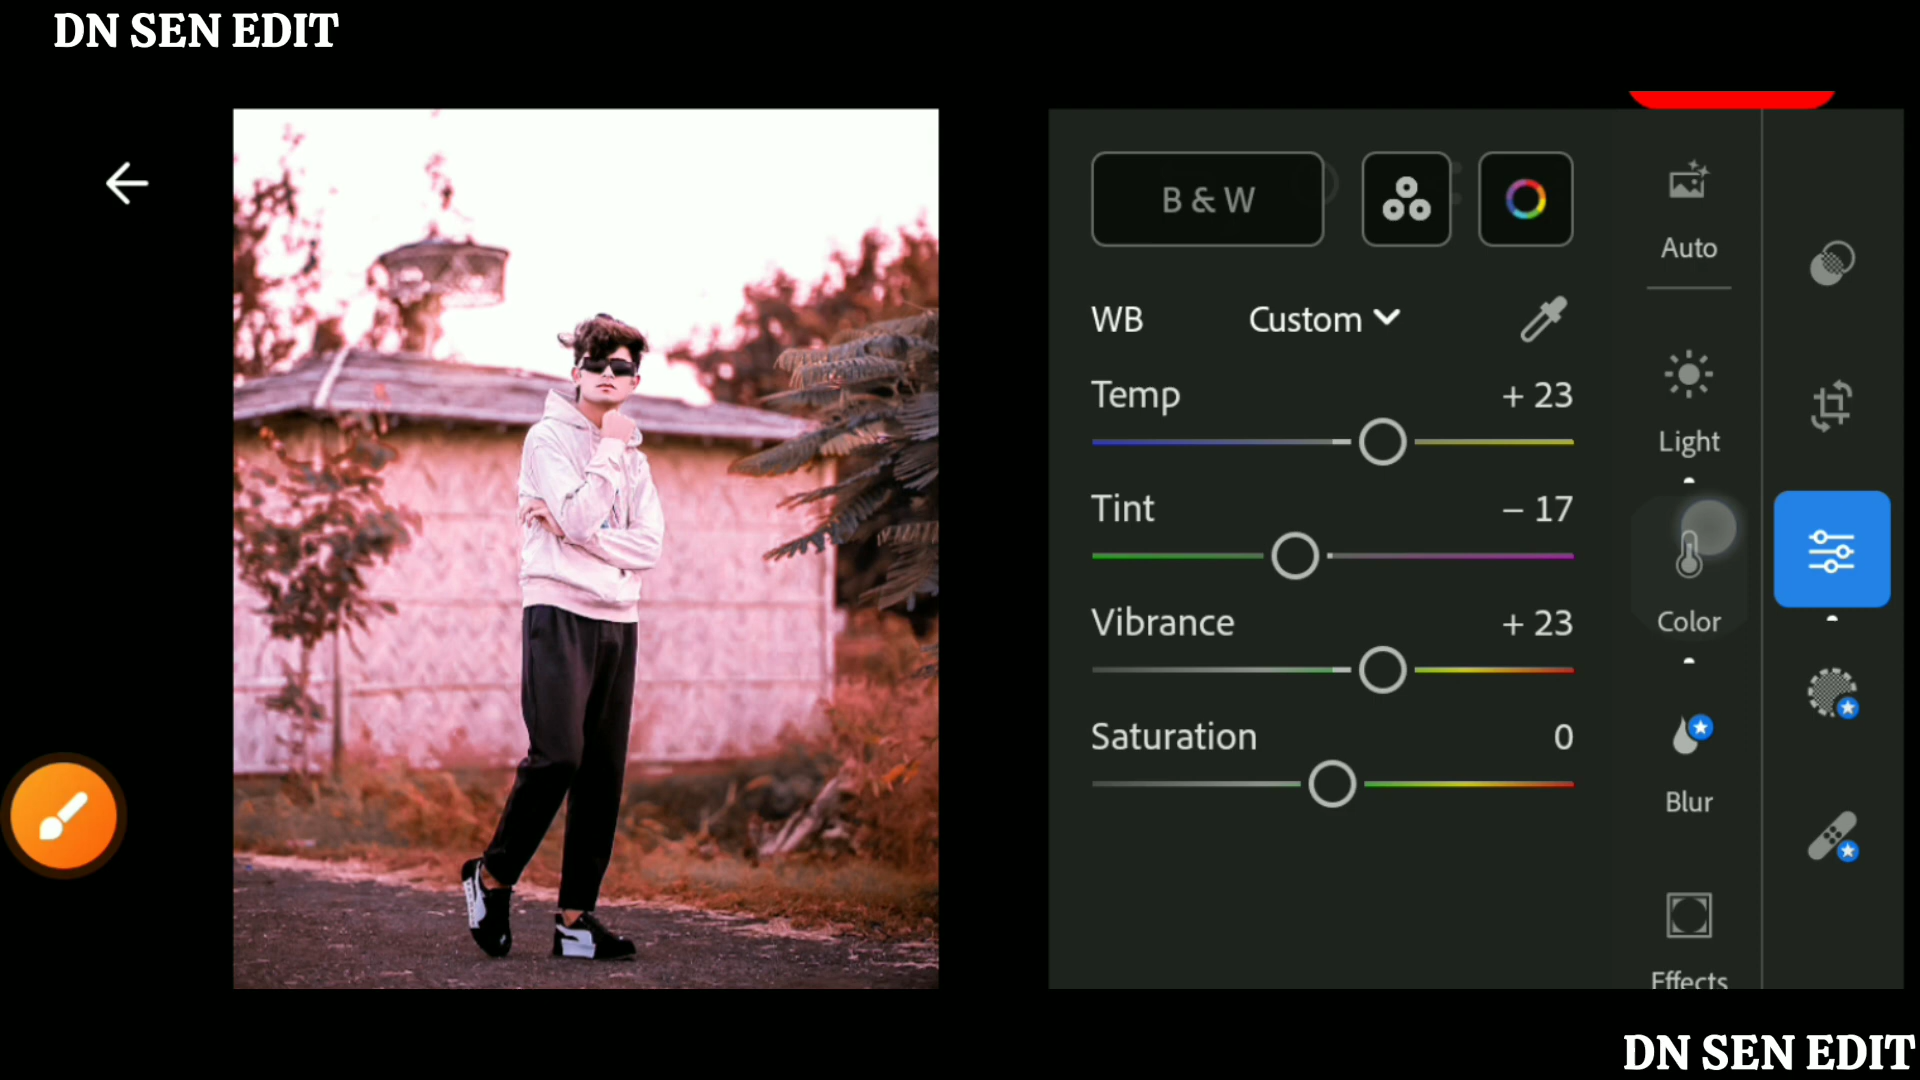 DN SEN EDIT
B & W
Auto
WB Custom
Temp + 23
Light
Tint – 17
Vibrance + 23
Color
Saturation 0
Blur
Effects
DN SEN EDIT